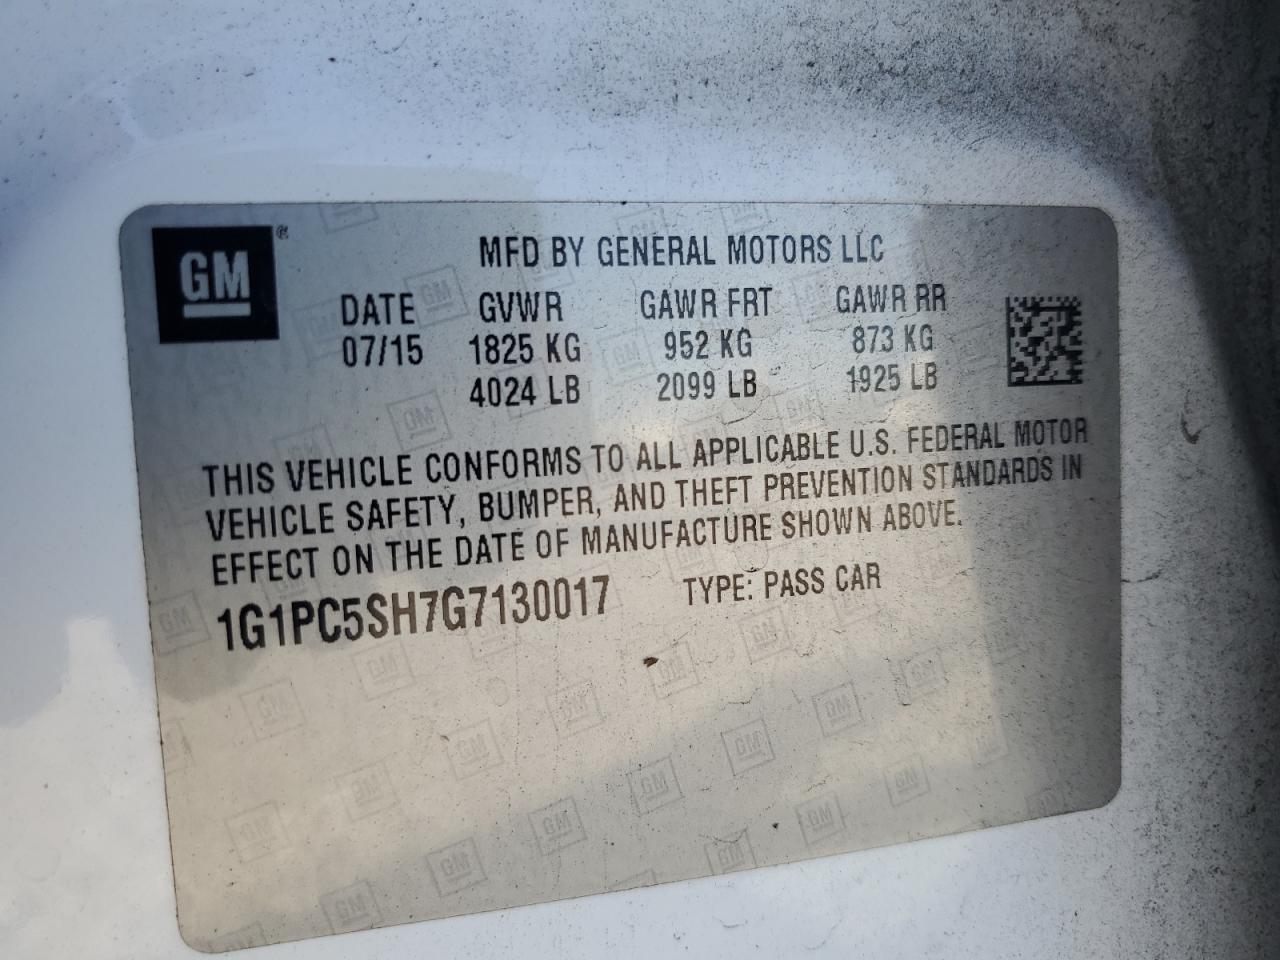 GM®
MFD BY GENERAL MOTORS LLC
DATE GVWR GAWR FRT GAWR RR
07/15 1825 KG 952 KG 873 KG
4024 LB 2099 LB 1925 LB
THIS VEHICLE CONFORMS TO ALL APPLICABLE U.S. FEDERAL MOTOR
VEHICLE SAFETY, BUMPER, AND THEFT PREVENTION STANDARDS IN
EFFECT ON THE DATE OF MANUFACTURE SHOWN ABOVE.
1G1PC5SH7G7130017 TYPE: PASS CAR